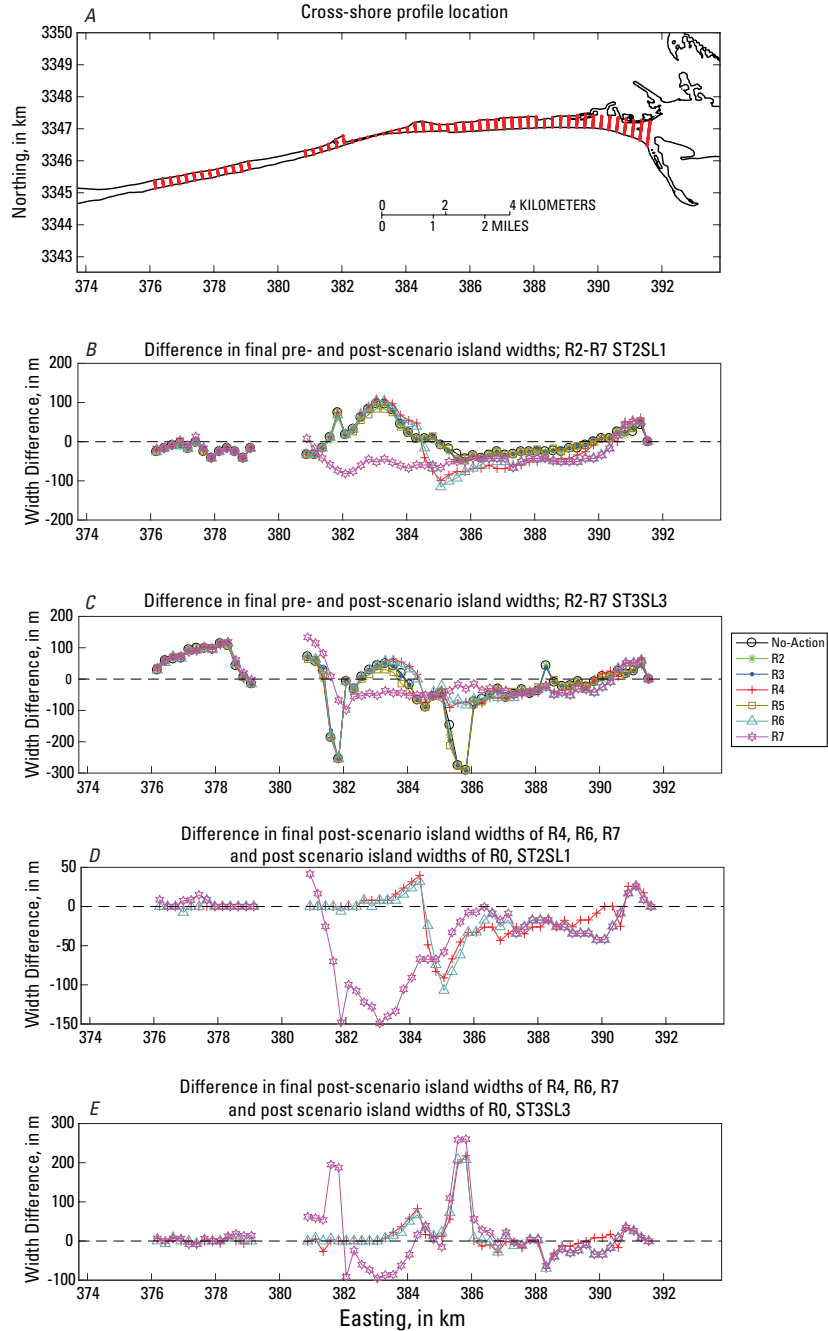 A
Cross-shore profile location
3350
3349
3348
3347
3346
3345
3344
3343
Northing, in km
0 2 4 KILOMETERS
0 1 2 MILES
374 376 378 380 382 384 386 388 390 392
B
Difference in final pre- and post-scenario island widths; R2-R7 ST2SL1
200
100
0
-100
-200
Width Difference, in m
374 376 378 380 382 384 386 388 390 392
C
Difference in final pre- and post-scenario island widths; R2-R7 ST3SL3
200
100
0
-100
-200
-300
Width Difference, in m
374 376 378 380 382 384 386 388 390 392
No-Action
R2
R3
R4
R5
R6
R7
Difference in final post-scenario island widths of R4, R6, R7
D
and post scenario island widths of R0, ST2SL1
50
0
-50
-100
-150
Width Difference, in m
374 376 378 380 382 384 386 388 390 392
Difference in final post-scenario island widths of R4, R6, R7
E
and post scenario island widths of R0, ST3SL3
300
200
100
0
-100
Width Difference, in m
374 376 378 380 382 384 386 388 390 392
Easting, in km